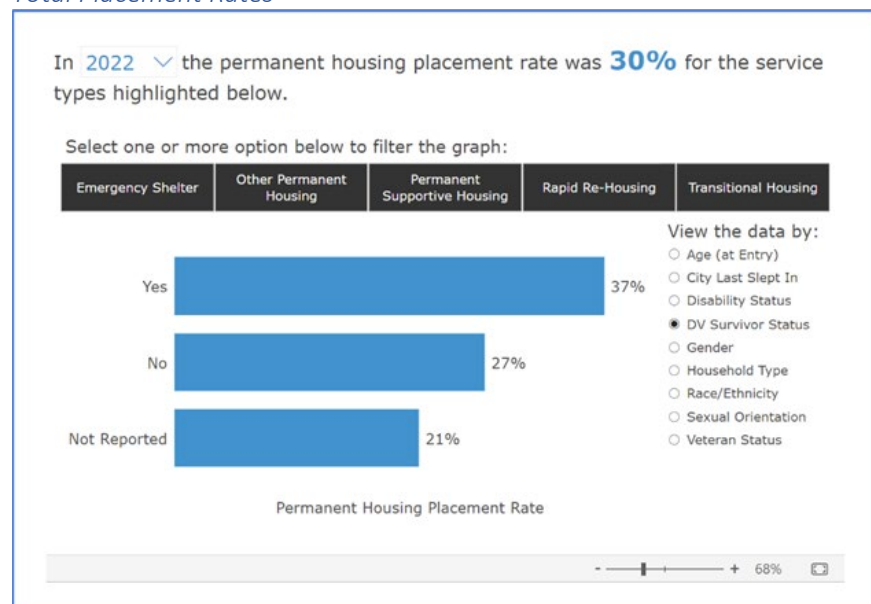 Total Placement Rates
In 2022 the permanent housing placement rate was 30% for the service
types highlighted below.
Select one or more option below to filter the graph:
Emergency Shelter
Other Permanent
Housing
Permanent
Supportive Housing
Rapid Re-Housing
Transitional Housing
View the data by:
Age (at Entry)
City Last Slept In
Disability Status
DV Survivor Status
Gender
Household Type
Race/Ethnicity
Sexual Orientation
Veteran Status
Yes
37%
No
27%
Not Reported
21%
Permanent Housing Placement Rate
- + 68%